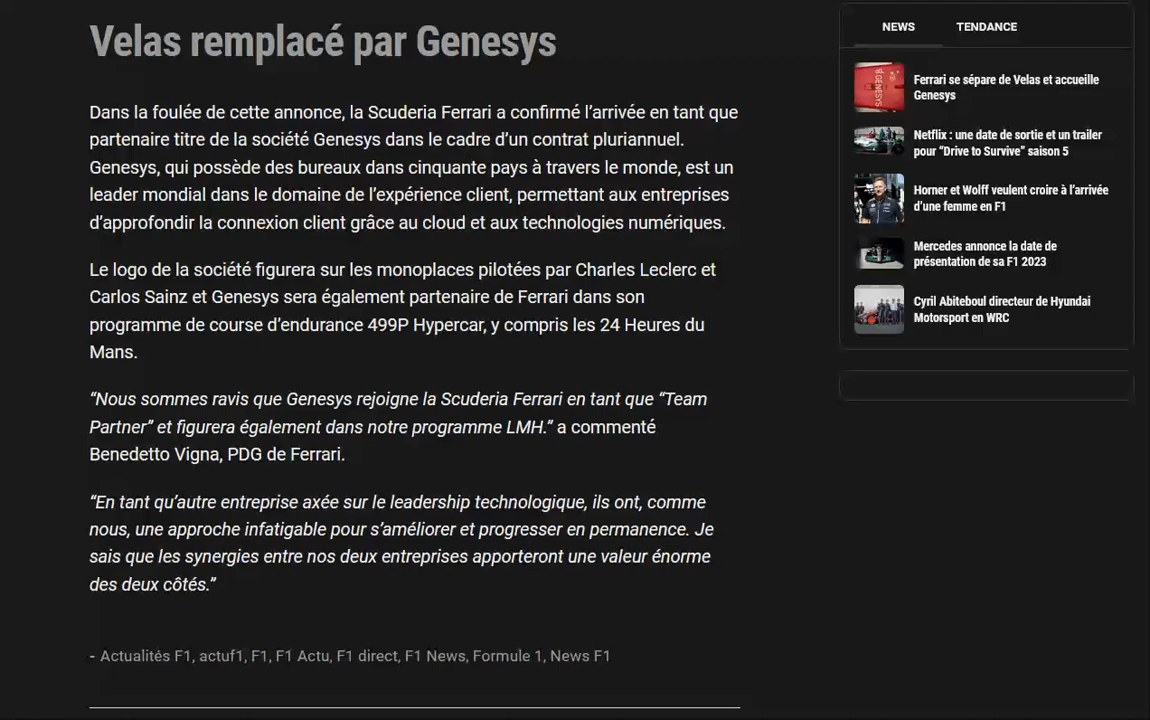 Velas remplacé par Genesys
Dans la foulée de cette annonce, la Scuderia Ferrari a confirmé l’arrivée en tant que
partenaire titre de la société Genesys dans le cadre d’un contrat pluriannuel.
Genesys, qui possède des bureaux dans cinquante pays à travers le monde, est un
leader mondial dans le domaine de l’expérience client, permettant aux entreprises
d’approfondir la connexion client grâce au cloud et aux technologies numériques.
Le logo de la société figurera sur les monoplaces pilotées par Charles Leclerc et
Carlos Sainz et Genesys sera également partenaire de Ferrari dans son
programme de course d’endurance 499P Hypercar, y compris les 24 Heures du
Mans.
“Nous sommes ravis que Genesys rejoigne la Scuderia Ferrari en tant que “Team
Partner” et figurera également dans notre programme LMH.” a commenté
Benedetto Vigna, PDG de Ferrari.
“En tant qu’autre entreprise axée sur le leadership technologique, ils ont, comme
nous, une approche infatigable pour s’améliorer et progresser en permanence. Je
sais que les synergies entre nos deux entreprises apporteront une valeur énorme
des deux côtés.”
- Actualités F1, actuf1, F1, F1 Actu, F1 direct, F1 News, Formule 1, News F1
NEWS TENDANCE
GENESYS
Ferrari se sépare de Velas et accueille
Genesys
Netflix : une date de sortie et un trailer
pour “Drive to Survive” saison 5
Horner et Wolff veulent croire à l’arrivée
d’une femme en F1
Mercedes annonce la date de
présentation de sa F1 2023
Cyril Abiteboul directeur de Hyundai
Motorsport en WRC